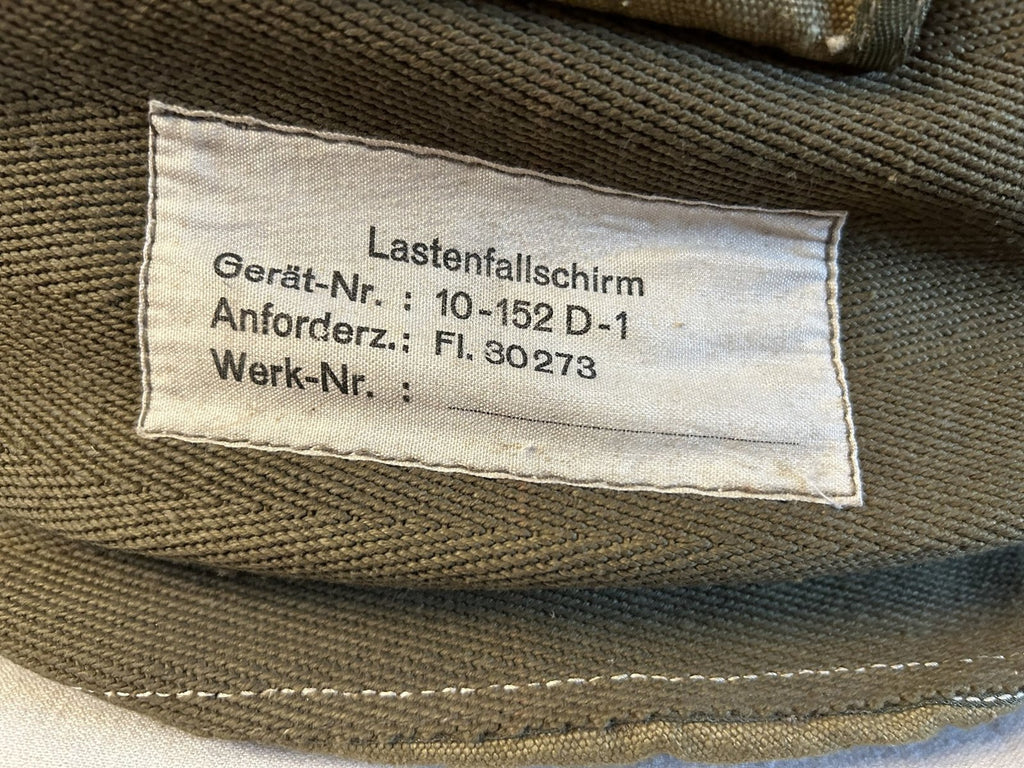 Lastenfallschirm
Gerät-Nr. : 10-152 D-1
Anforderz.: Fl. 30273
Werk-Nr. :